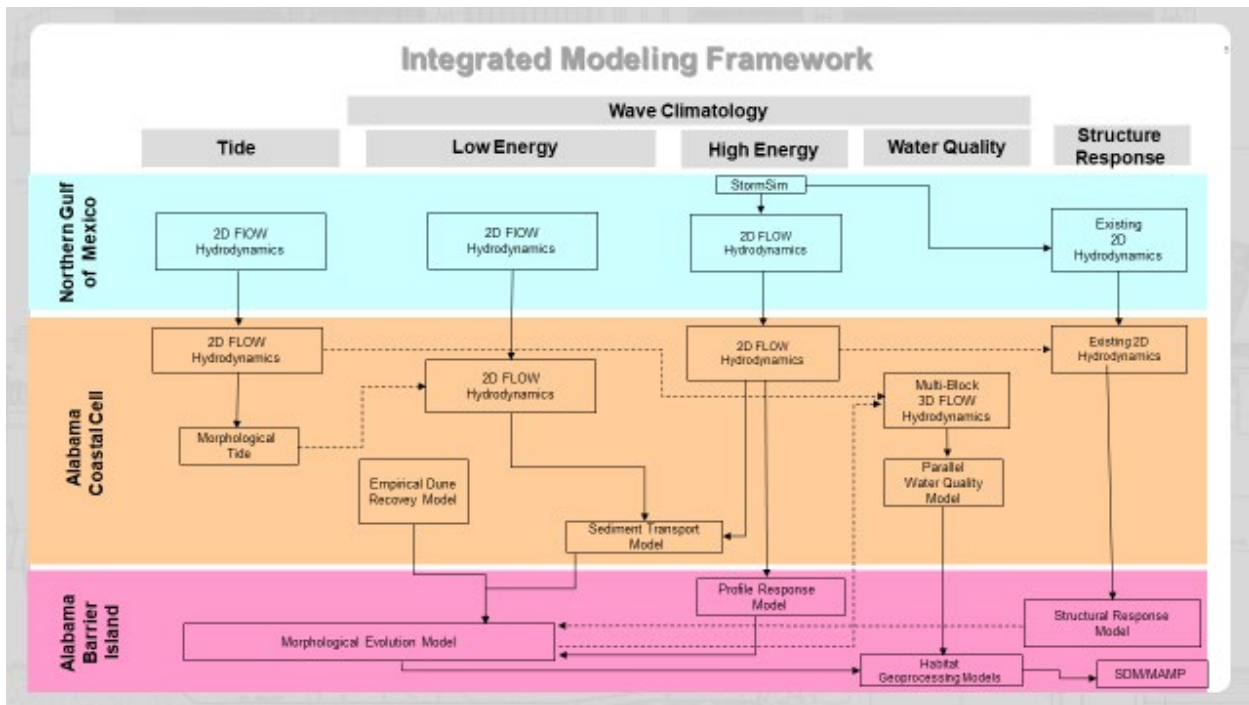 Integrated Modeling Framework
Wave Climatology
Tide
Low Energy
High Energy
Water Quality
Structure
Response
Northern Gulf
of Mexico
StormSim
2D FlOW
Hydrodynamics
2D FlOW
Hydrodynamics
2D FLOW
Hydrodynamics
Existing
2D
Hydrodynamics
Alabama
Coastal Cell
2D FLOW
Hydrodynamics
2D FLOW
Hydrodynamics
2D FLOW
Hydrodynamics
Existing 2D
Hydrodynamics
Multi-Block
3D FLOW
Hydrodynamics
Morphological
Tide
Empirical Dune
Recovey Model
Parallel
Water Quality
Model
Sediment Transport
Model
Alabama
Barrier
Island
Profile Response
Model
Structural Response
Model
Morphological Evolution Model
Habitat
Geoprocessing Models
SDM/MAMP